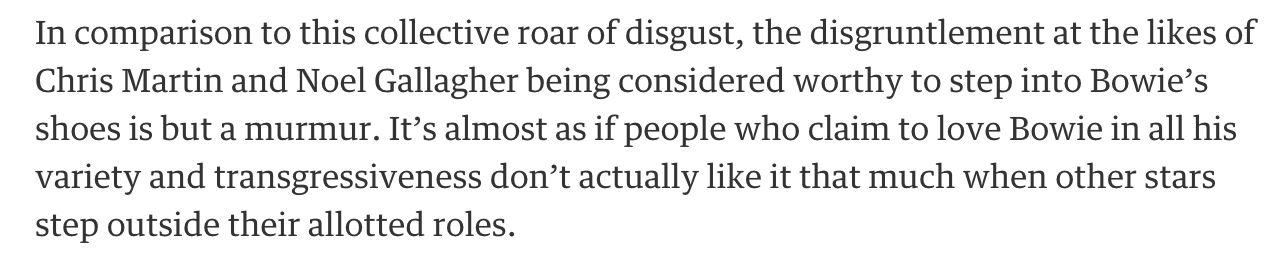 In comparison to this collective roar of disgust, the disgruntlement at the likes of
Chris Martin and Noel Gallagher being considered worthy to step into Bowie’s
shoes is but a murmur. It’s almost as if people who claim to love Bowie in all his
variety and transgressiveness don’t actually like it that much when other stars
step outside their allotted roles.